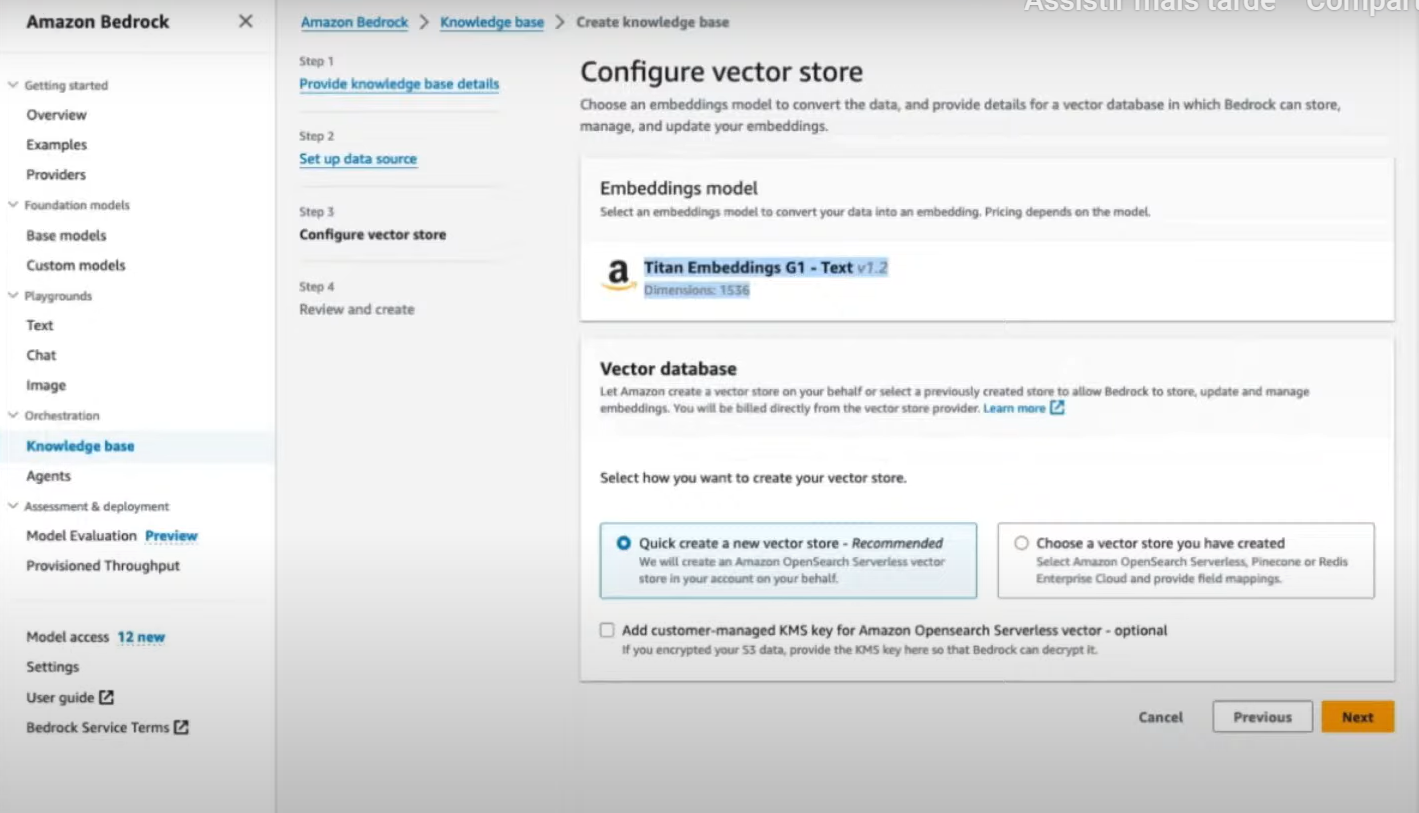 Amazon Bedrock
Getting started
Overview
Examples
Providers
Foundation models
Base models
Custom models
Playgrounds
Text
Chat
Image
Orchestration
Knowledge base
Agents
Assessment & deployment
Model Evaluation Preview
Provisioned Throughput
Model access 12 new
Settings
User guide
Bedrock Service Terms
Amazon Bedrock > Knowledge base > Create knowledge base
Step 1
Provide knowledge base details
Step 2
Set up data source
Step 3
Configure vector store
Step 4
Review and create
Assistir mais tarde
Configure vector store
Choose an embeddings model to convert the data, and provide details for a vector database in which Bedrock can store,
manage, and update your embeddings.
Embeddings model
Select an embeddings model to convert your data into an embedding. Pricing depends on the model.
a
Titan Embeddings G1 - Text v1.2
Dimensions: 1536
Vector database
Let Amazon create a vector store on your behalf or select a previously created store to allow Bedrock to store, update and manage
embeddings. You will be billed directly from the vector store provider. Learn more
Select how you want to create your vector store.
Quick create a new vector store - Recommended
We will create an Amazon OpenSearch Serverless vector
store in your account on your behalf.
Choose a vector store you have created
Select Amazon OpenSearch Serverless, Pinecone or Redis
Enterprise Cloud and provide field mappings.
Add customer-managed KMS key for Amazon Opensearch Serverless vector - optional
If you encrypted your S3 data, provide the KMS key here so that Bedrock can decrypt it.
Cancel
Previous
Next